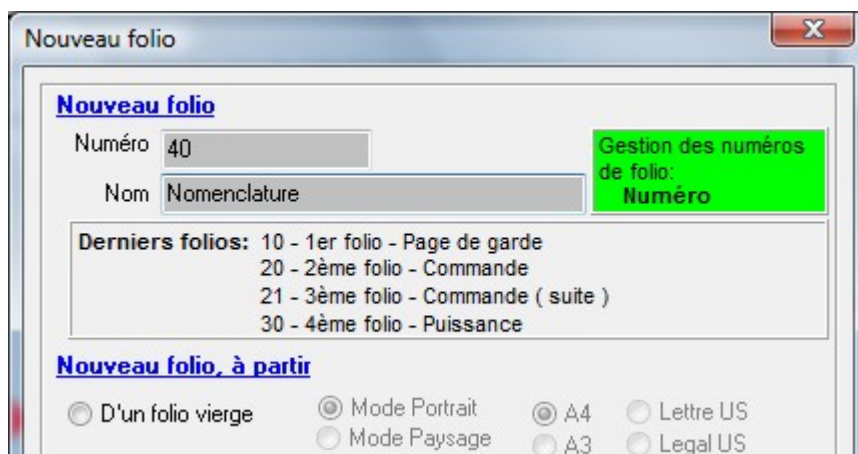 Nouveau folio
Nouveau folio
Numéro 40
Nom Nomenclature
Gestion des numéros
de folio:
Numéro
Derniers folios: 10 - 1er folio - Page de garde
20 - 2ème folio - Commande
21 - 3ème folio - Commande ( suite )
30 - 4ème folio - Puissance
Nouveau folio, à partir
D'un folio vierge Mode Portrait A4 Lettre US
Mode Paysage A3 Legal US